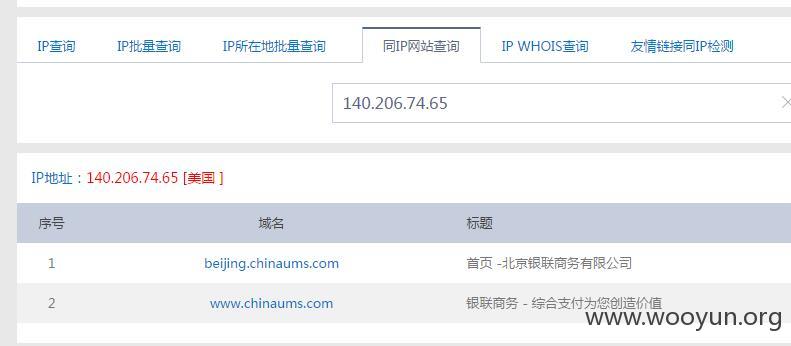 IP查询 IP批量查询 IP所在地批量查询 同IP网站查询 IP WHOIS查询 友情链接同IP检测
140.206.74.65
IP地址：140.206.74.65 [美国 ]
序号 域名 标题
1 beijing.chinaums.com 首页 -北京银联商务有限公司
2 www.chinaums.com 银联商务 - 综合支付为您创造价值
www.wooyun.org